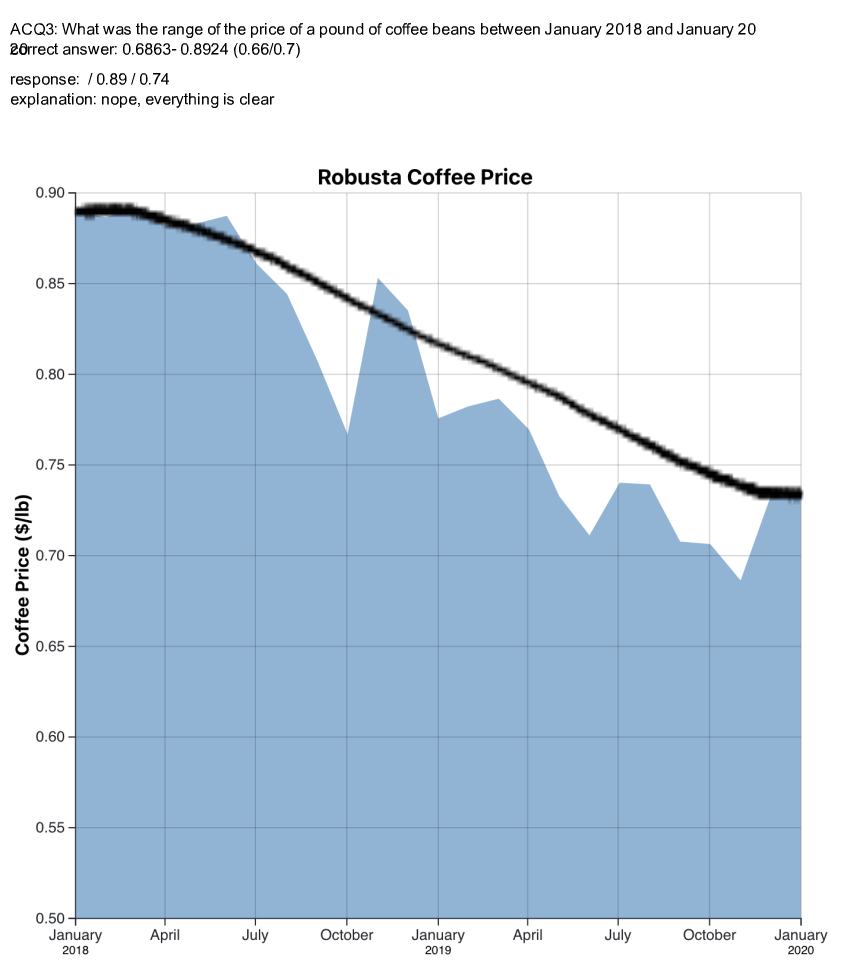 ACQ3: What was the range of the price of a pound of coffee beans between January 2018 and January 20
20
correct answer: 0.6863- 0.8924 (0.66/0.7)
response:  / 0.89 / 0.74
explanation: nope, everything is clear
Robusta Coffee Price
Coffee Price ($/lb)
0.90
0.85
0.80
0.75
0.70
0.65
0.60
0.55
0.50
January April July October January April July October January
2018 2019 2020